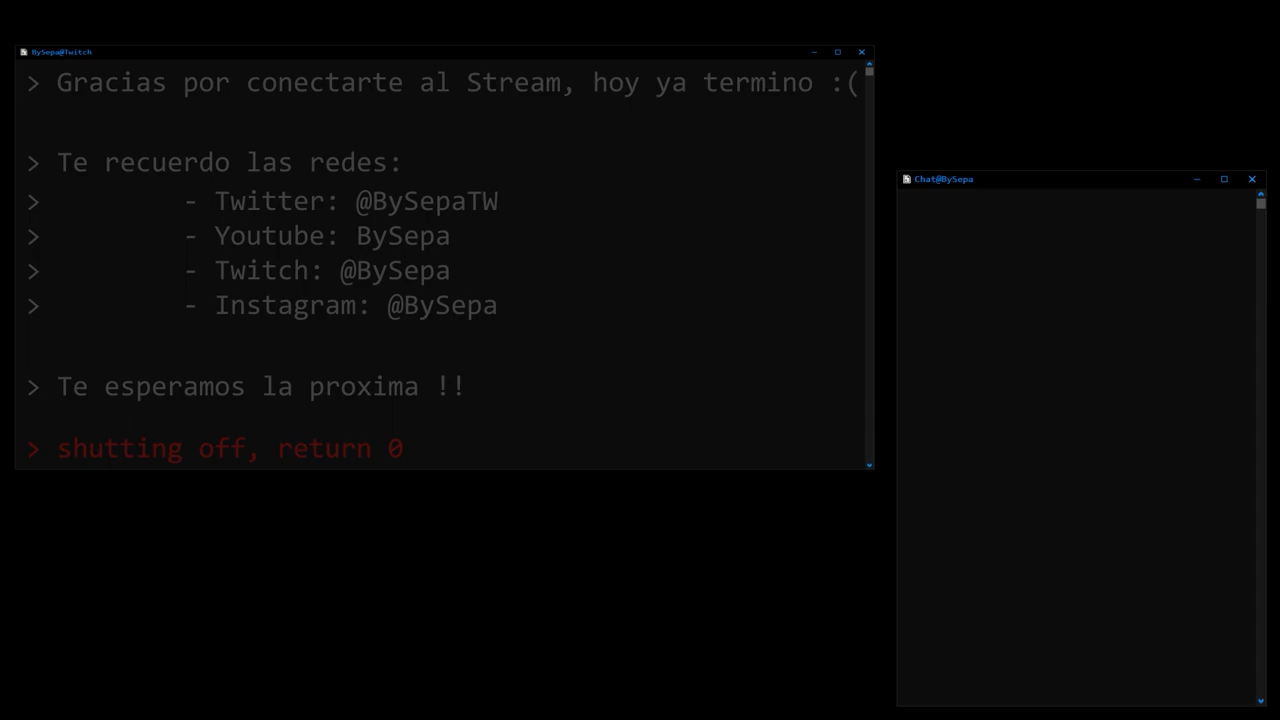 BySepa@Twitch
> Gracias por conectarte al Stream, hoy ya termino :(
> Te recuerdo las redes:
> - Twitter: @BySepaTW
> - Youtube: BySepa
> - Twitch: @BySepa
> - Instagram: @BySepa
> Te esperamos la proxima !!
> shutting off, return 0
Chat@BySepa